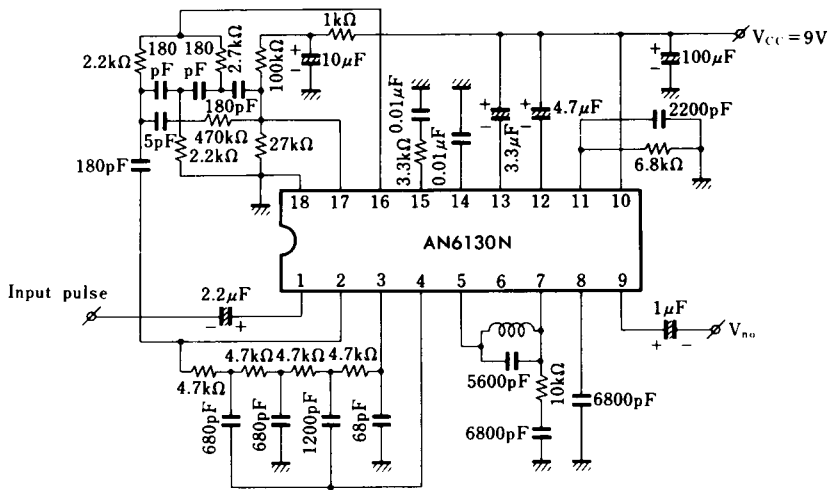 1kΩ
V_CC = 9V
180
pF
180
pF
2.7kΩ
2.2kΩ
100kΩ
10μF
100μF
180pF
5pF
470kΩ
2.2kΩ
27kΩ
180pF
0.01μF
3.3kΩ
0.01μF
3.3μF
4.7μF
2200pF
6.8kΩ
18 17 16 15 14 13 12 11 10
AN6130N
1 2 3 4 5 6 7 8 9
Input pulse
2.2μF
1μF
V_no
4.7kΩ
4.7kΩ
4.7kΩ
4.7kΩ
5600pF
10kΩ
6800pF
6800pF
680pF
680pF
1200pF
68pF